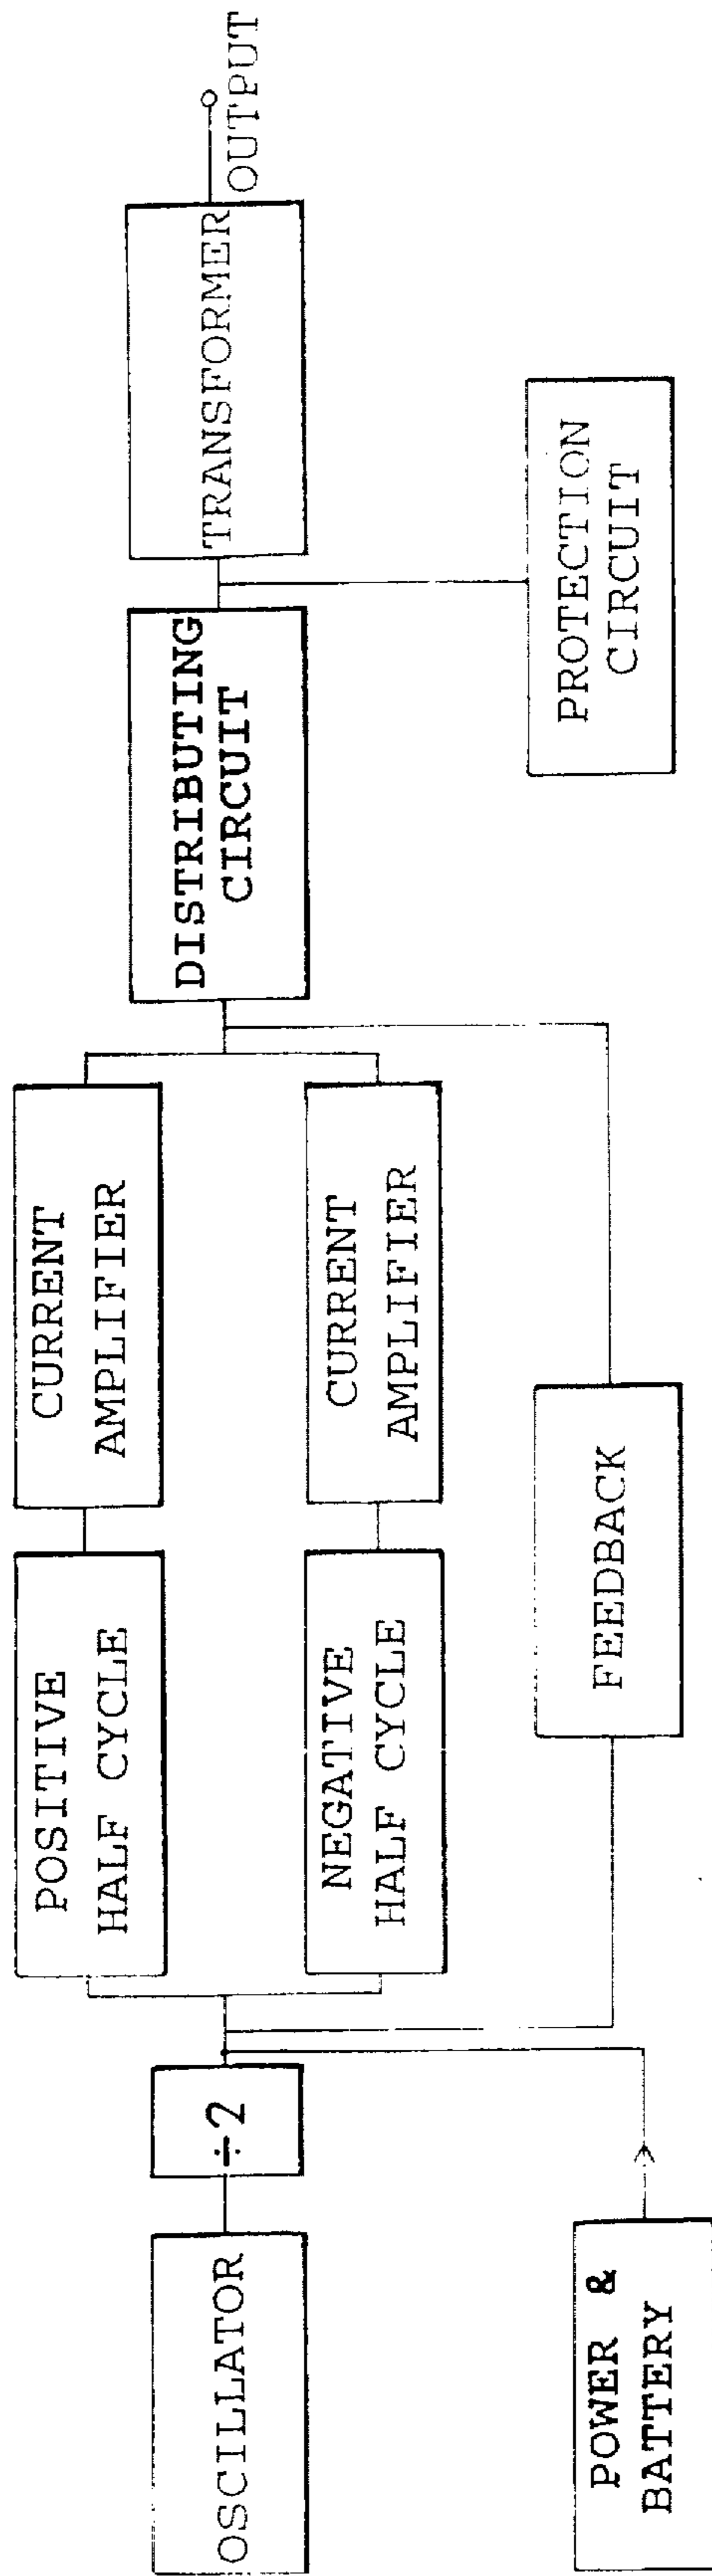 OSCILLATOR
÷2
POSITIVE
HALF CYCLE
CURRENT
AMPLIFIER
NEGATIVE
HALF CYCLE
CURRENT
AMPLIFIER
DISTRIBUTING
CIRCUIT
TRANSFORMER
OUTPUT
POWER &
BATTERY
FEEDBACK
PROTECTION
CIRCUIT